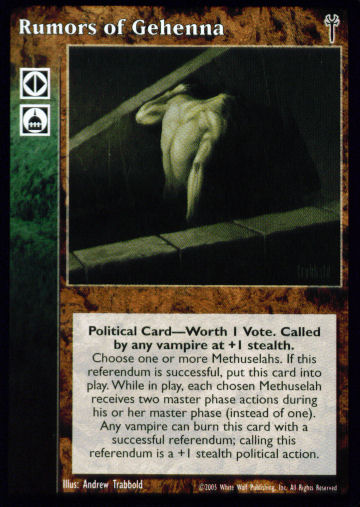 Rumors of Gehenna
Trabbold
Political Card—Worth 1 Vote. Called
by any vampire at +1 stealth.
Choose one or more Methuselahs. If this
referendum is successful, put this card into
play. While in play, each chosen Methuselah
receives two master phase actions during
his or her master phase (instead of one).
Any vampire can burn this card with a
successful referendum; calling this
referendum is a +1 stealth political action.
Illus: Andrew Trabbold
©2005 White Wolf Publishing, Inc. All Rights Reserved